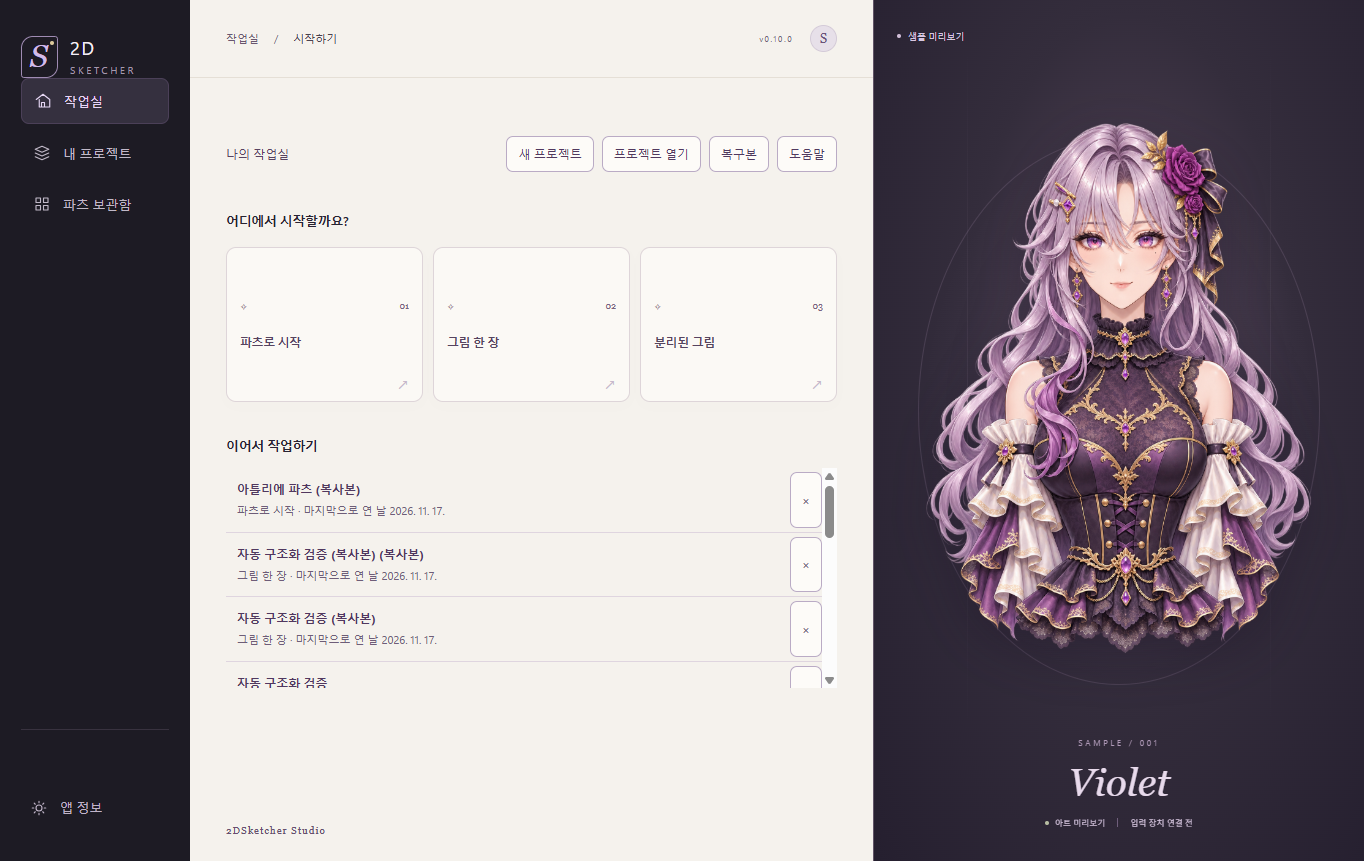 S
2D
SKETCHER
작업실
내 프로젝트
파츠 보관함
앱 정보
작업실 / 시작하기
v0.10.0
S
나의 작업실
새 프로젝트
프로젝트 열기
복구본
도움말
어디에서 시작할까요?
01
파츠로 시작
02
그림 한 장
03
분리된 그림
이어서 작업하기
아틀리에 파츠 (복사본)
파츠로 시작 · 마지막으로 연 날 2026. 11. 17.
자동 구조화 검증 (복사본) (복사본)
그림 한 장 · 마지막으로 연 날 2026. 11. 17.
자동 구조화 검증 (복사본)
그림 한 장 · 마지막으로 연 날 2026. 11. 17.
자동 구조화 검증
2DSketcher Studio
샘플 미리보기
SAMPLE / 001
Violet
아트 미리보기 | 입력 장치 연결 전